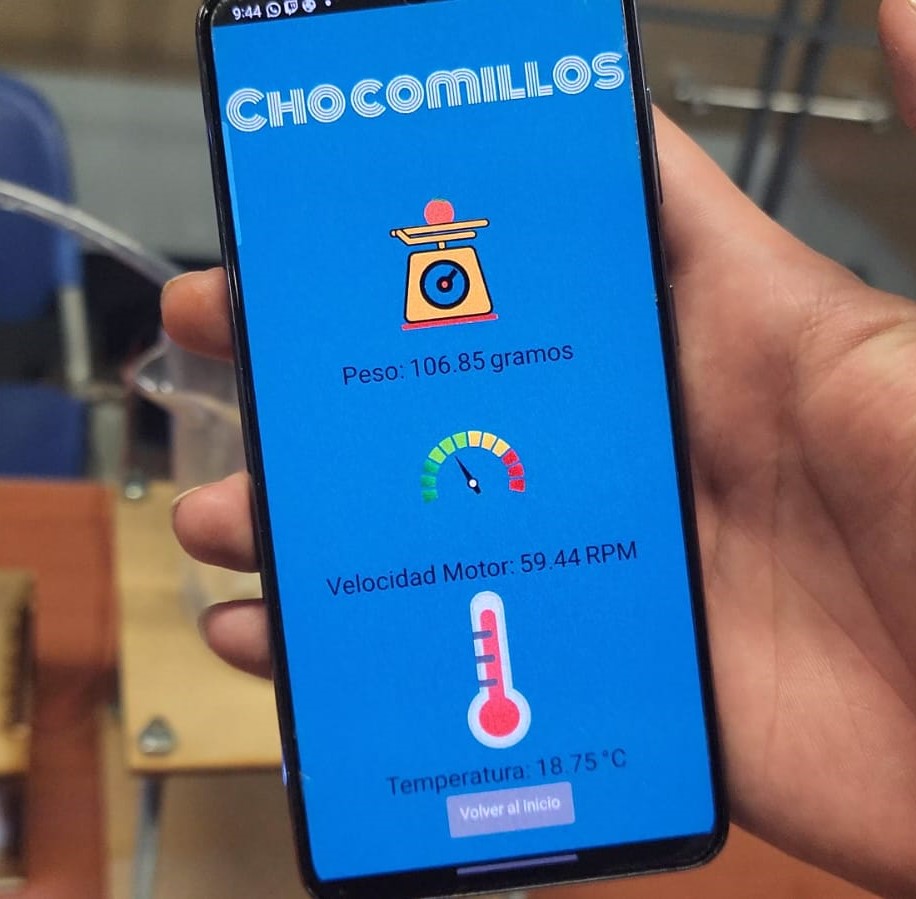 9:44
CHOCOMILLOS
Peso: 106.85 gramos
Velocidad Motor: 59.44 RPM
Temperatura: 18.75 °C
Volver al Inicio